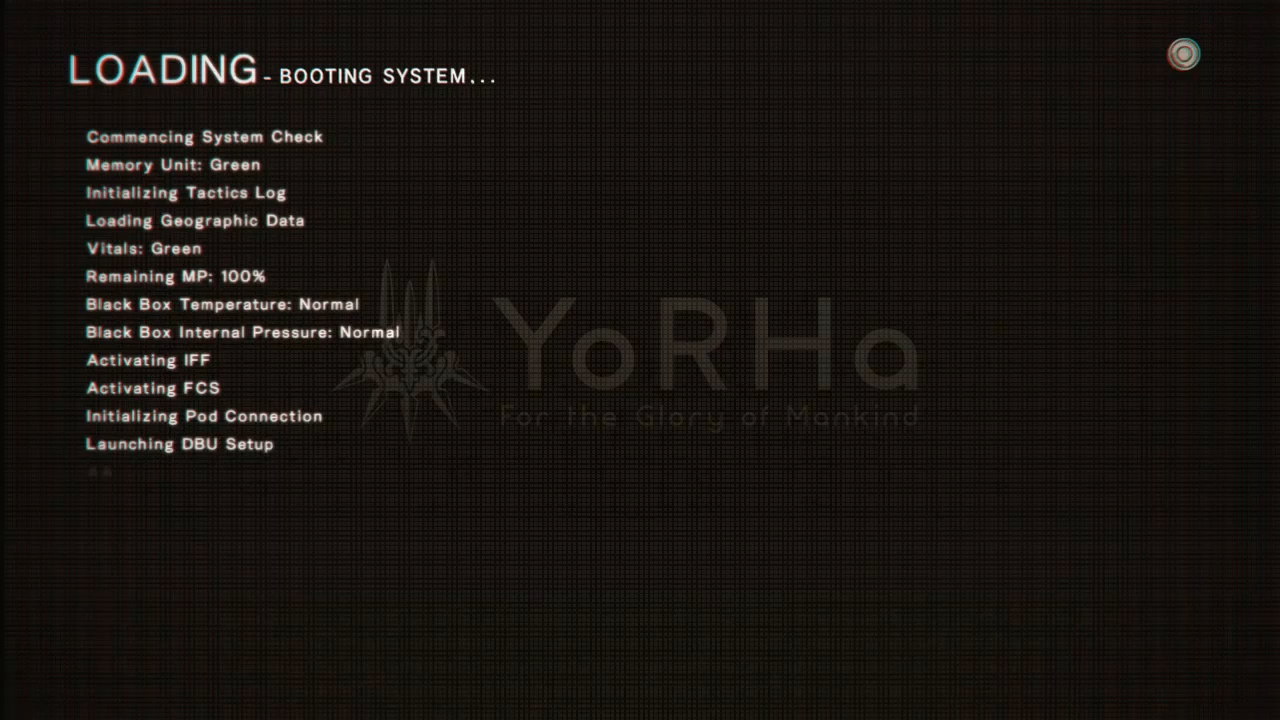 LOADING - BOOTING SYSTEM...
Commencing System Check
Memory Unit: Green
Initializing Tactics Log
Loading Geographic Data
Vitals: Green
Remaining MP: 100%
Black Box Temperature: Normal
Black Box Internal Pressure: Normal
Activating IFF
Activating FCS
Initializing Pod Connection
Launching DBU Setup
YoRHa
For the Glory of Mankind